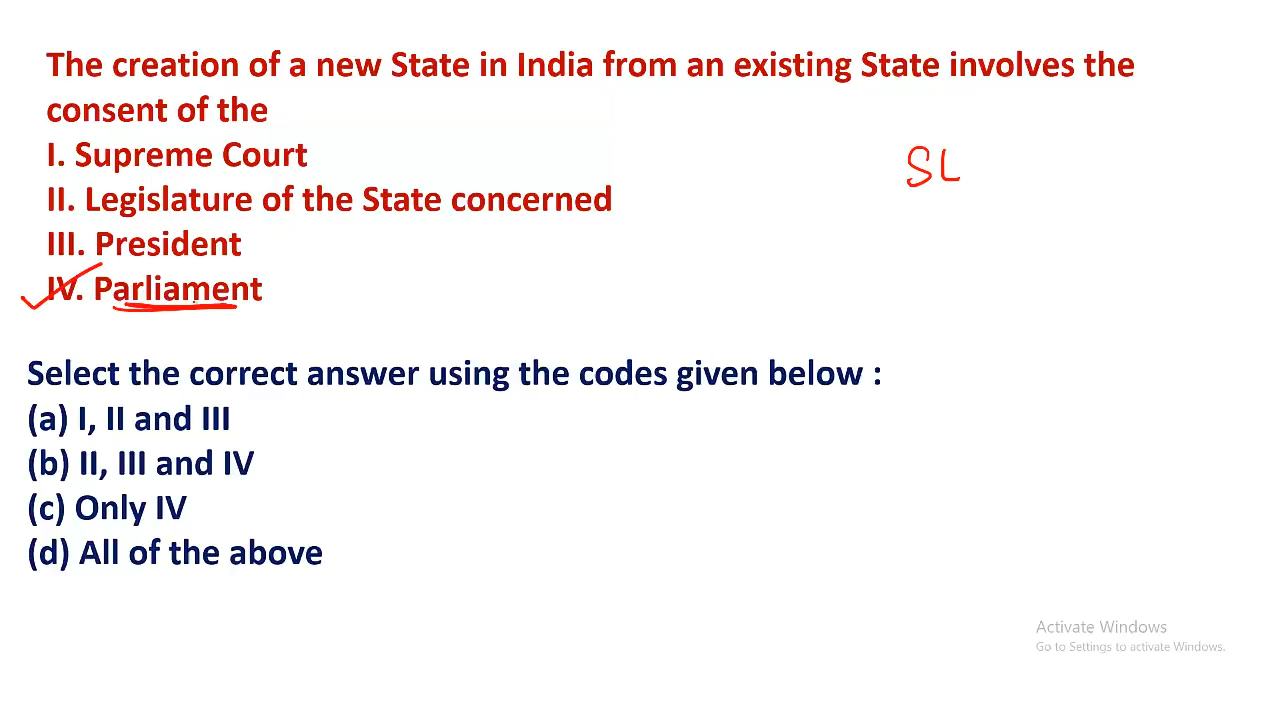 The creation of a new State in India from an existing State involves the
consent of the
I. Supreme Court
SL
II. Legislature of the State concerned
III. President
IV. Parliament
Select the correct answer using the codes given below :
(a) I, II and III
(b) II, III and IV
(c) Only IV
(d) All of the above
Activate Windows
Go to Settings to activate Windows.